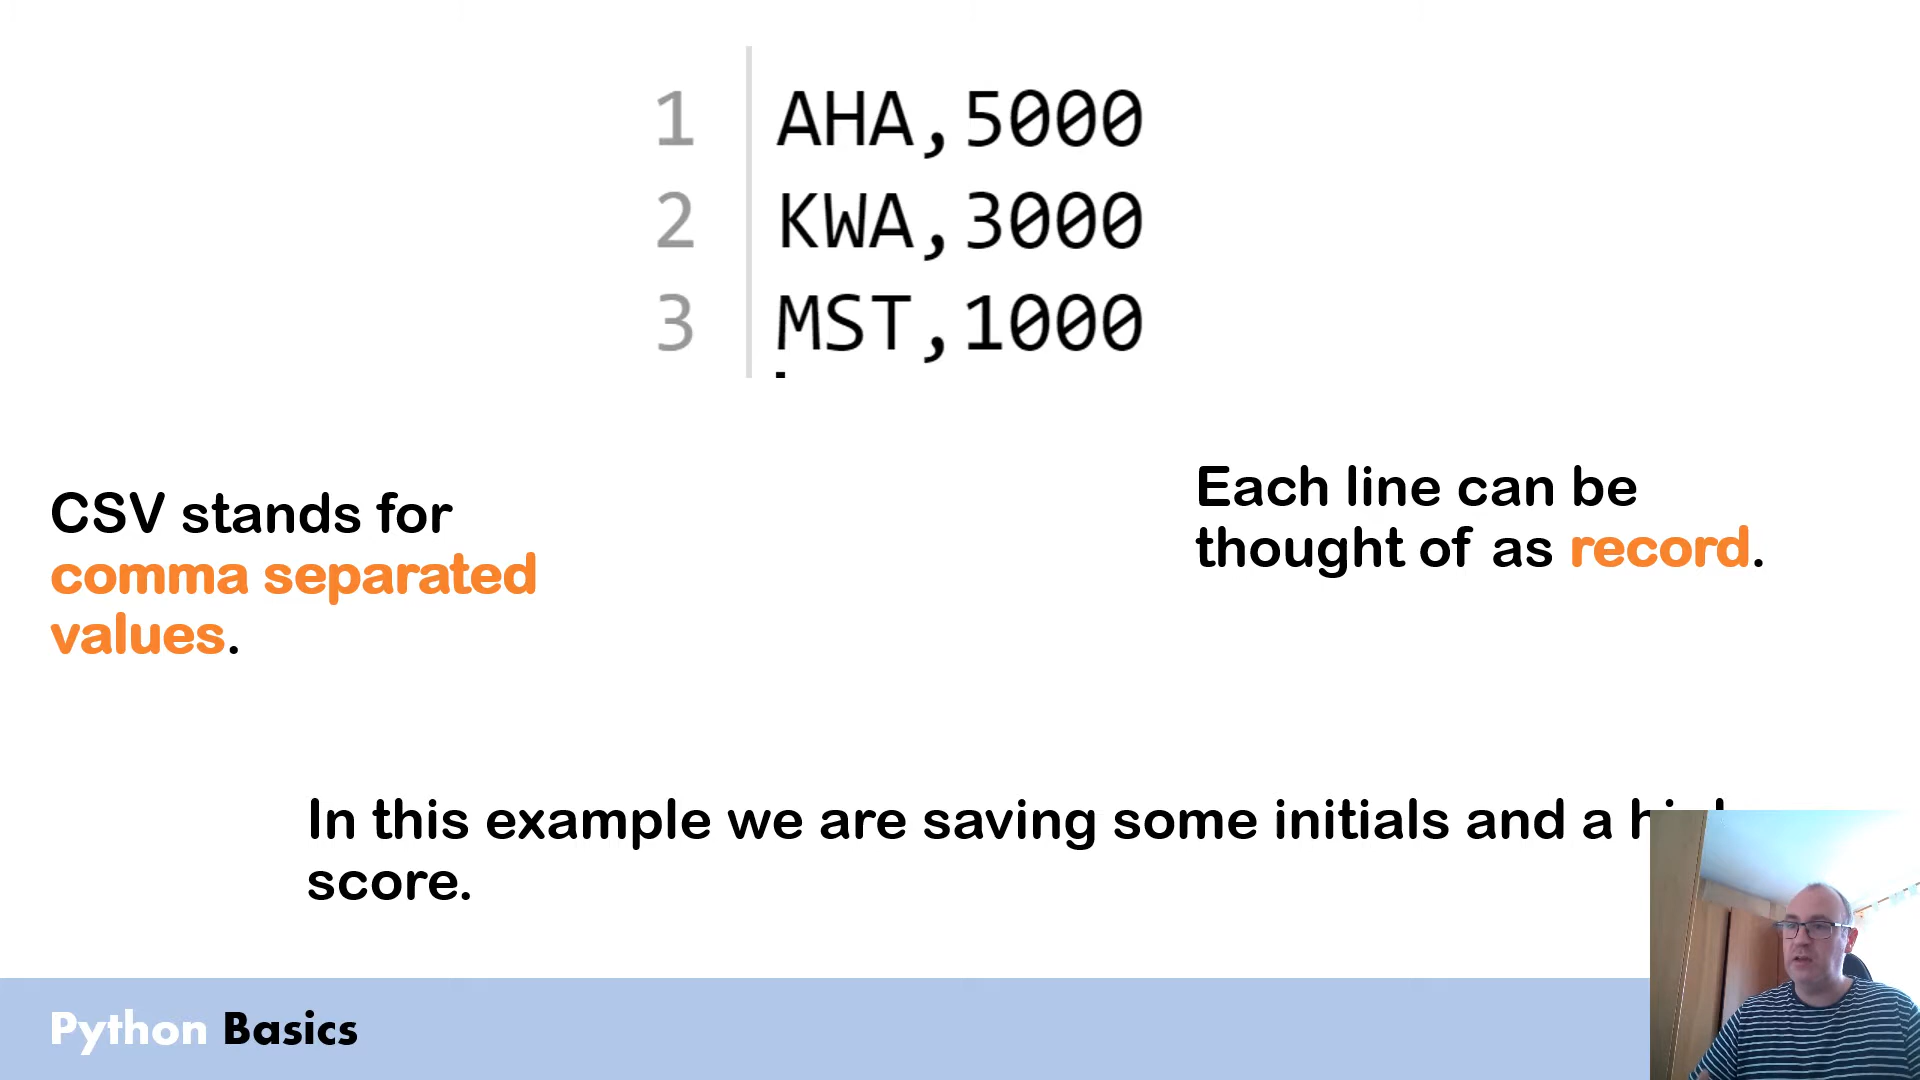 1 AHA,5000
2 KWA,3000
3 MST,1000
CSV stands for
comma separated
values.
Each line can be
thought of as record.
In this example we are saving some initials and a
score.
Python Basics